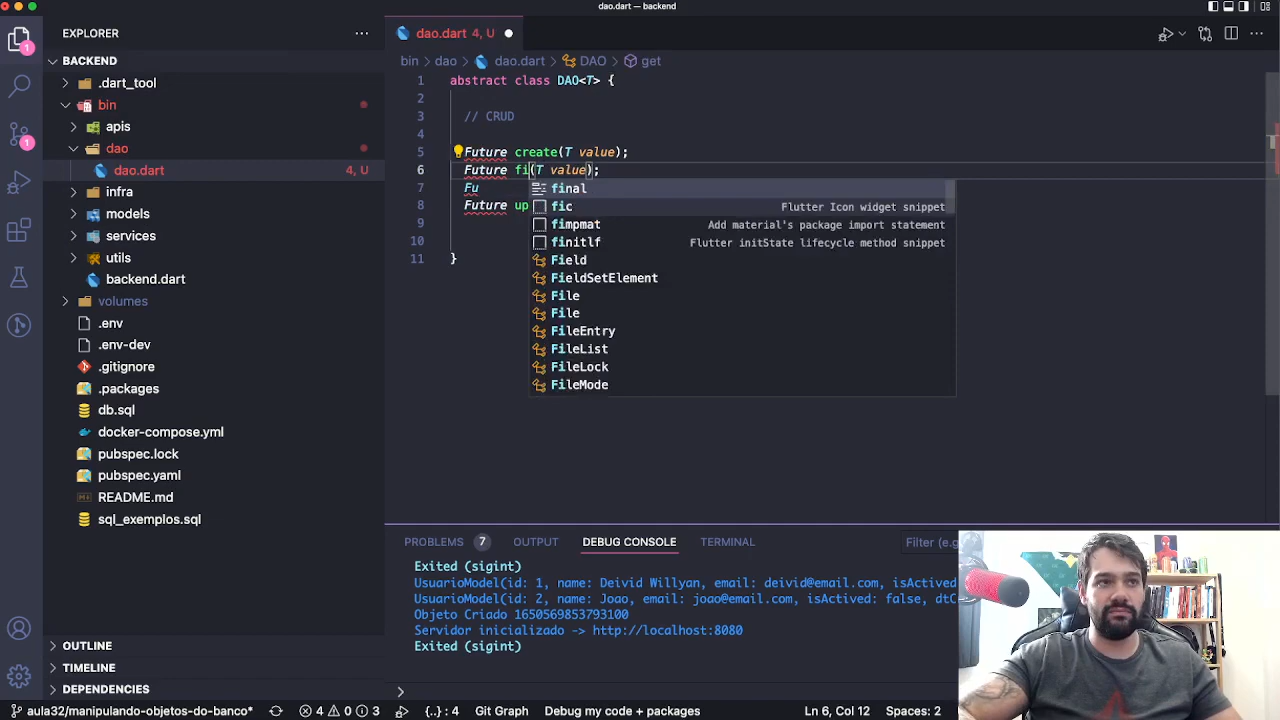 dao.dart — backend
EXPLORER
BACKEND
.dart_tool
bin
apis
dao
dao.dart 4, U
infra
models
services
utils
backend.dart
volumes
.env
.env-dev
.gitignore
.packages
db.sql
docker-compose.yml
pubspec.lock
pubspec.yaml
README.md
sql_exemplos.sql
OUTLINE
TIMELINE
DEPENDENCIES
1
1
dao.dart 4, U
bin dao dao.dart DAO get
1 abstract class DAO<T> {
2
3 // CRUD
4
5 Future create(T value);
6 Future fi(T value);
7 Fu
8 Future up
9
10
11 }
final
fic Flutter Icon widget snippet
fimpmat Add material's package import statement
finitlf Flutter initState lifecycle method snippet
Field
FieldSetElement
File
File
FileEntry
FileList
FileLock
FileMode
PROBLEMS 7 OUTPUT DEBUG CONSOLE TERMINAL Filter (e.g
Exited (sigint)
UsuarioModel(id: 1, name: Deivid Willyan, email: deivid@email.com, isActived
UsuarioModel(id: 2, name: Joao, email: joao@email.com, isActived: false, dtC
Objeto Criado 1650569853793100
Servidor inicializado -> http://localhost:8080
Exited (sigint)
aula32/manipulando-objetos-do-banco* 4 0 3 {..} : 4 Git Graph Debug my code + packages Ln 6, Col 12 Spaces: 2